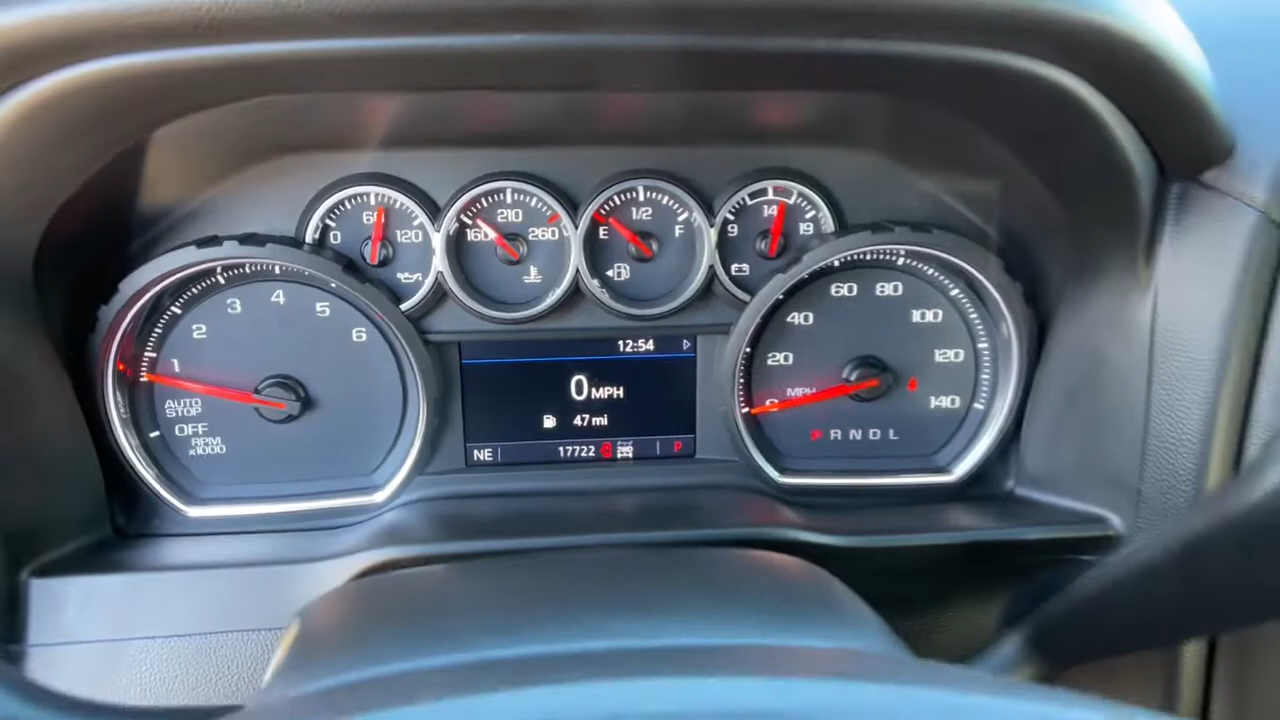 60
0 120
210
160 260
1/2
E F
14
9 19
1 2 3 4 5 6
AUTO
STOP
OFF
RPM
x1000
12:54
0 MPH
47 mi
NE 17722 2WD P
0 20 40 60 80 100 120 140
MPH
P R N D L